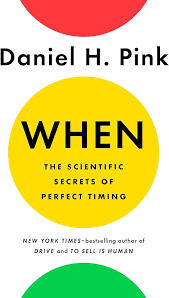 Daniel H. Pink
WHEN
THE SCIENTIFIC
SECRETS OF
PERFECT TIMING
NEW YORK TIMES–bestselling author of
DRIVE and TO SELL IS HUMAN